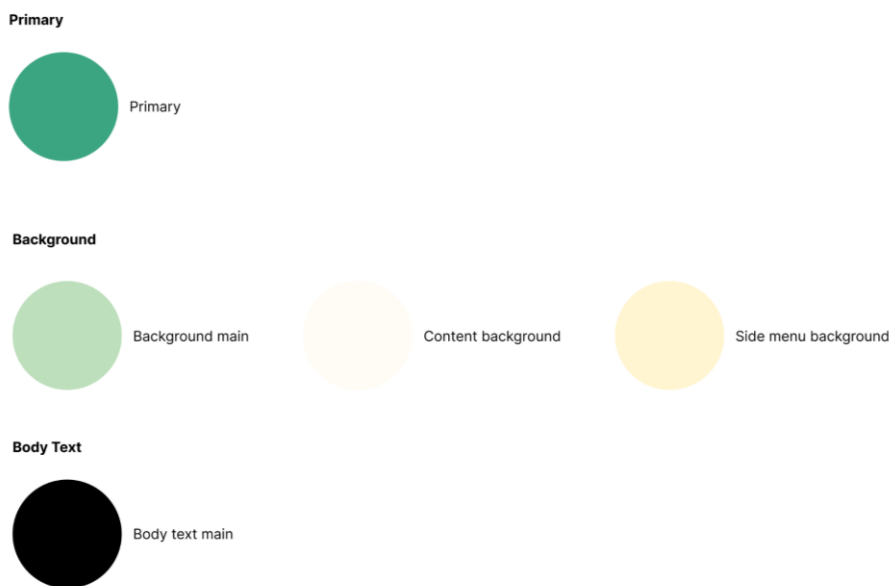 Primary
Primary
Background
Background main
Content background
Side menu background
Body Text
Body text main